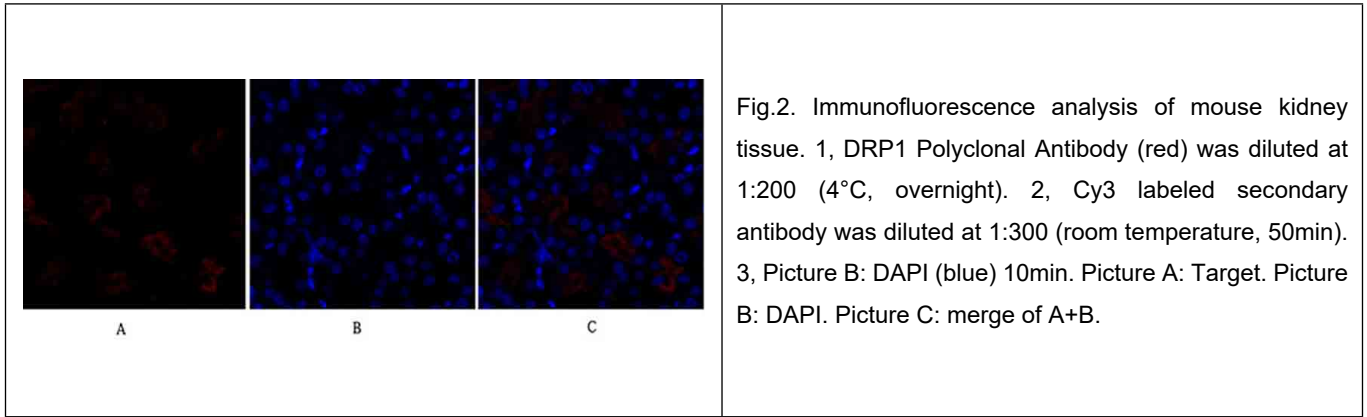 A
B
C
Fig.2. Immunofluorescence analysis of mouse kidney
tissue. 1, DRP1 Polyclonal Antibody (red) was diluted at
1:200 (4°C, overnight). 2, Cy3 labeled secondary
antibody was diluted at 1:300 (room temperature, 50min).
3, Picture B: DAPI (blue) 10min. Picture A: Target. Picture
B: DAPI. Picture C: merge of A+B.